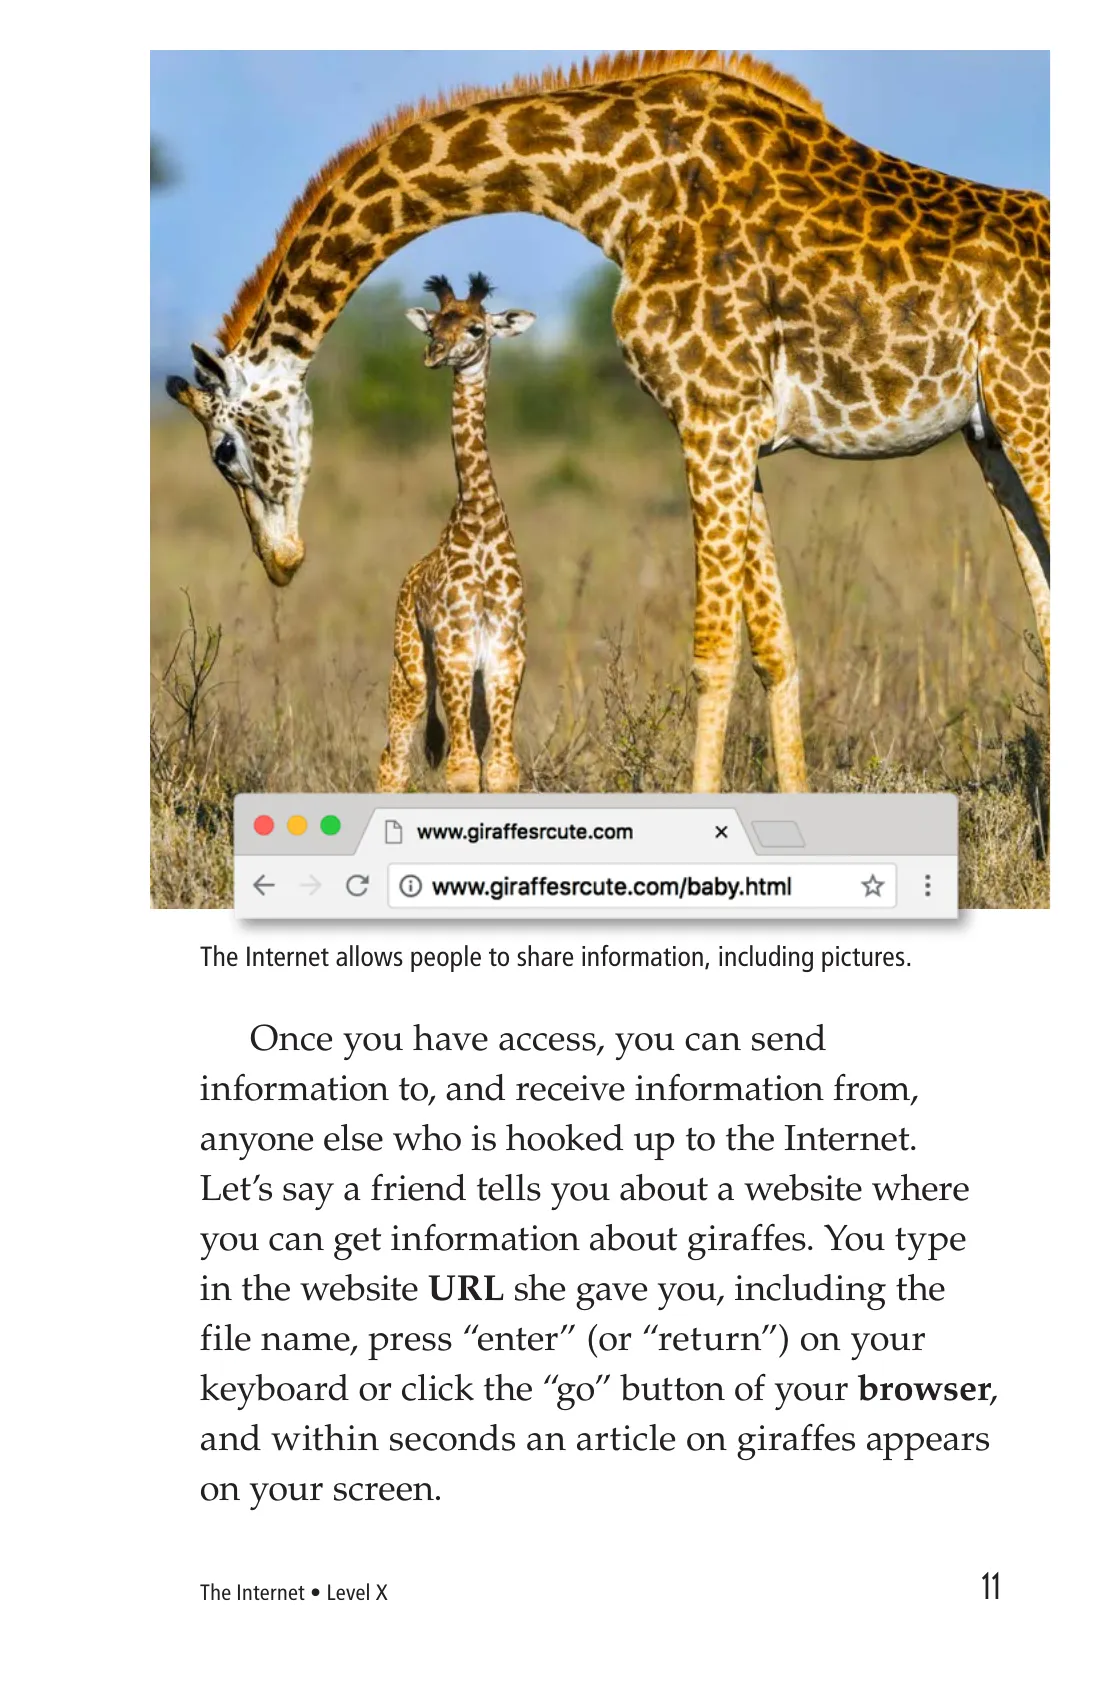 www.giraffesrcute.com
www.giraffesrcute.com/baby.html
The Internet allows people to share information, including pictures.
Once you have access, you can send
information to, and receive information from,
anyone else who is hooked up to the Internet.
Let’s say a friend tells you about a website where
you can get information about giraffes. You type
in the website URL she gave you, including the
file name, press “enter” (or “return”) on your
keyboard or click the “go” button of your browser,
and within seconds an article on giraffes appears
on your screen.
The Internet • Level X
11